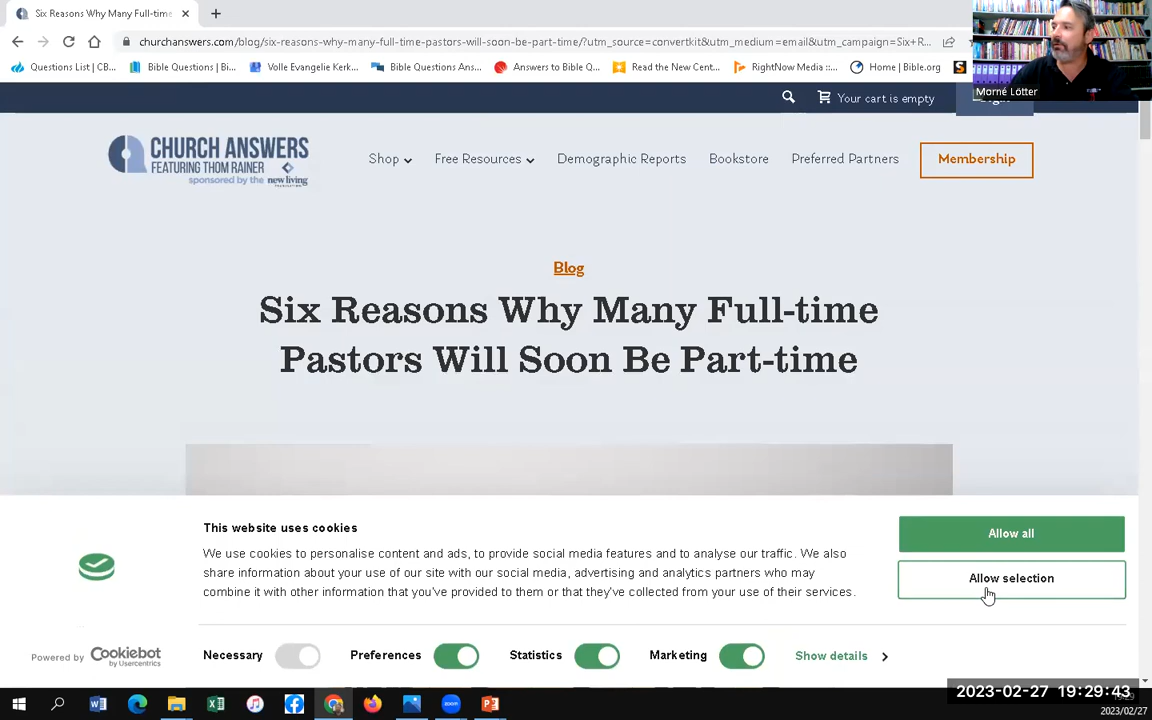 Six Reasons Why Many Full-time
churchanswers.com/blog/six-reasons-why-many-full-time-pastors-will-soon-be-part-time/?utm_source=convertkit&utm_medium=email&utm_campaign=Six+R...
Questions List | CB... Bible Questions | Bi... Volle Evangelie Kerk... Bible Questions Ans... Answers to Bible Q... Read the New Cent... RightNow Media ::... Home | Bible.org
Morné Lötter
Your cart is empty
CHURCH ANSWERS
FEATURING THOM RAINER
sponsored by the new living
Shop Free Resources Demographic Reports Bookstore Preferred Partners Membership
Blog
Six Reasons Why Many Full-time
Pastors Will Soon Be Part-time
This website uses cookies
We use cookies to personalise content and ads, to provide social media features and to analyse our traffic. We also
share information about your use of our site with our social media, advertising and analytics partners who may
combine it with other information that you've provided to them or that they've collected from your use of their services.
Allow all
Allow selection
Powered by Cookiebot
by Usercentrics
Necessary Preferences Statistics Marketing Show details
2023-02-27 19:29:43
2023/02/27